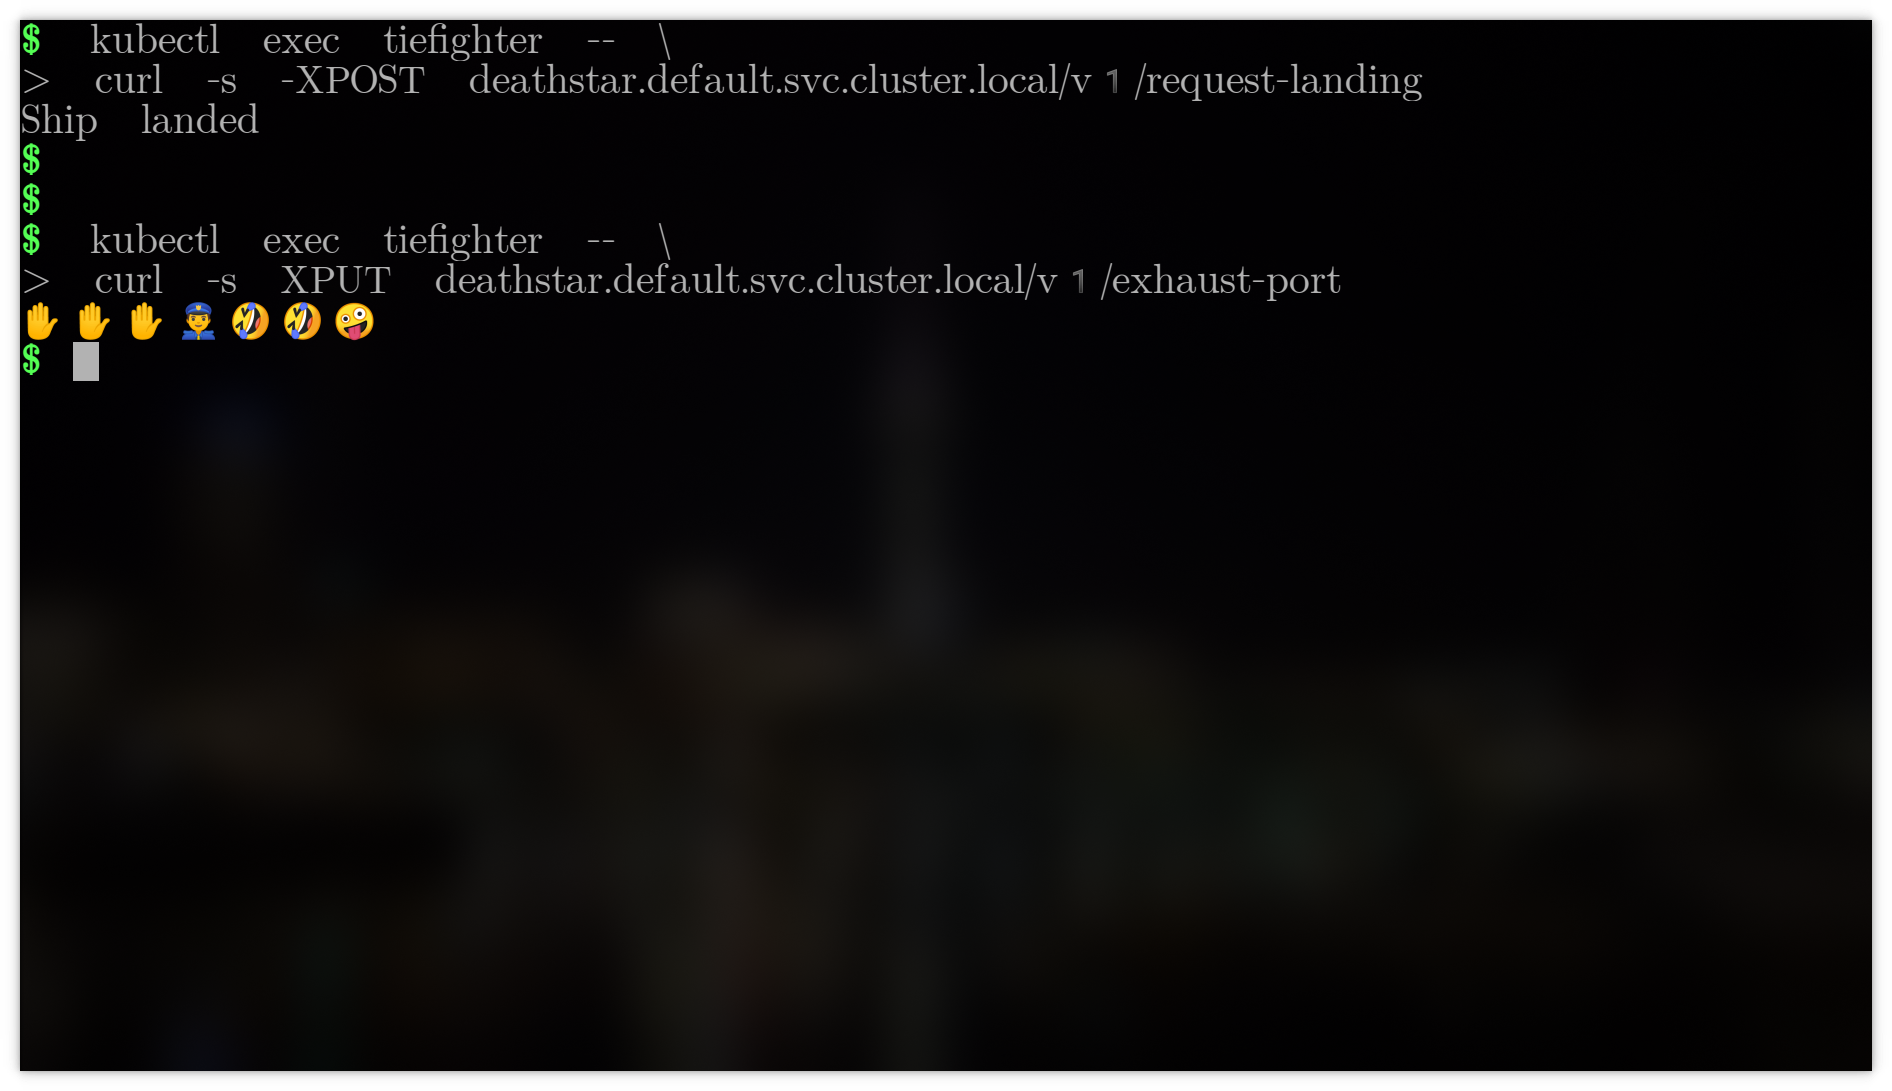 $ kubectl exec tiefighter -- \
> curl -s -XPOST deathstar.default.svc.cluster.local/v1/request-landing
Ship landed
$
$
$ kubectl exec tiefighter -- \
> curl -s XPUT deathstar.default.svc.cluster.local/v1/exhaust-port
✋✋✋👮🤣🤣🤪
$